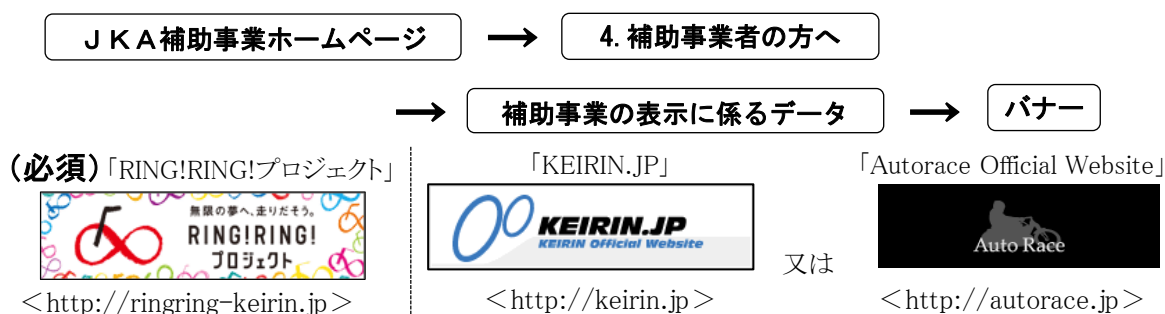 ＪＫＡ補助事業ホームページ → 4.補助事業者の方へ
→ 補助事業の表示に係るデータ → バナー
(必須)「RING!RING!プロジェクト」
「KEIRIN.JP」
「Autorace Official Website」
無限の夢へ、走りだそう。
RING!RING!
プロジェクト
KEIRIN.JP
KEIRIN Official Website
又は
Auto Race
＜http://ringring-keirin.jp＞
＜http://keirin.jp＞
＜http://autorace.jp＞